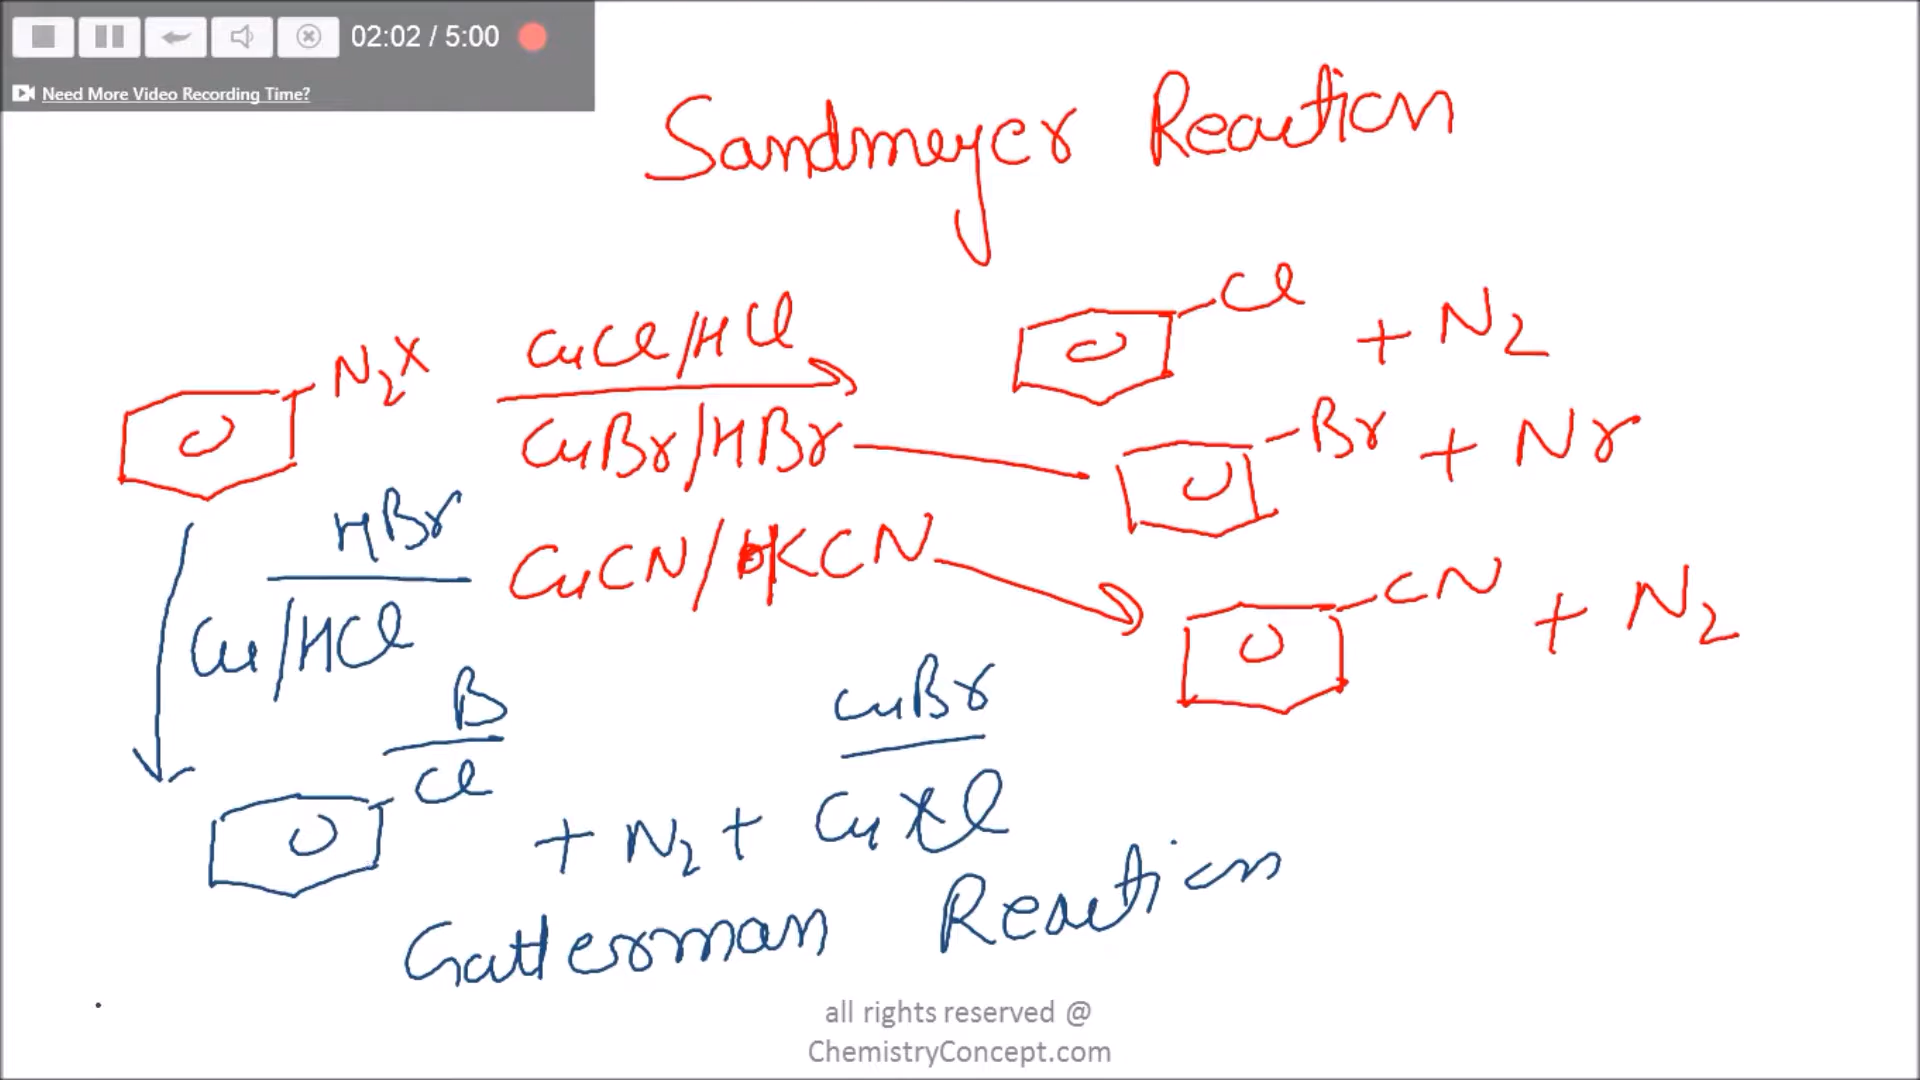 02:02 / 5:00
Need More Video Recording Time?
Sandmeyer Reaction
N2X
CuCl/HCl
Cl + N2
CuBr/HBr
Br + Nr
CuCN/KCN
CN + N2
HBr
Cu/HCl
B
Cl
+ N2 +
CuBr
CuCl
Gatterman Reaction
all rights reserved @
ChemistryConcept.com